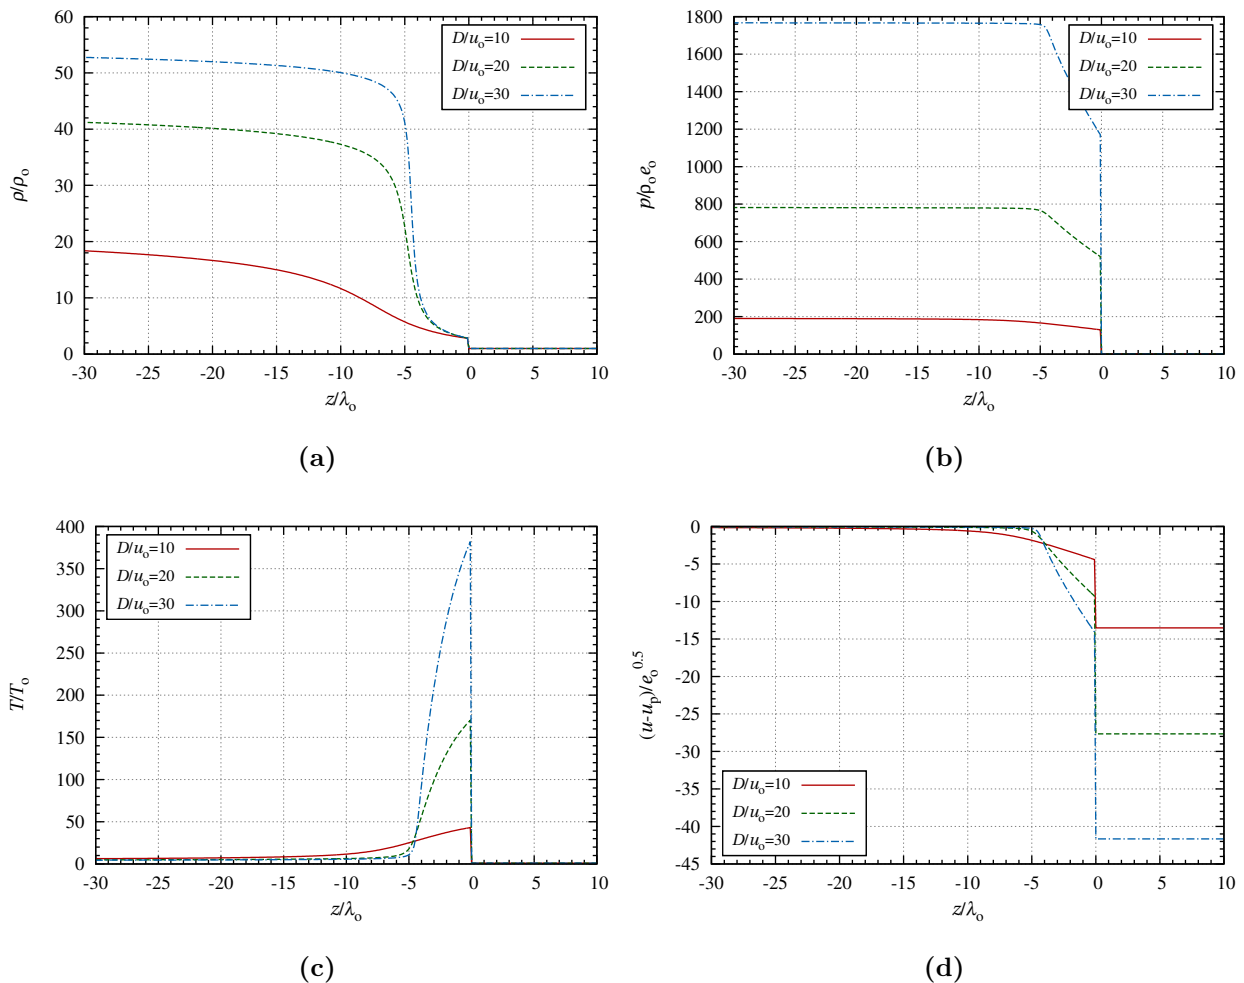 60
50
40
30
20
10
0
-30 -25 -20 -15 -10 -5 0 5 10
ρ/ρo
z/λo
D/uo=10
D/uo=20
D/uo=30
(a)
1800
1600
1400
1200
1000
800
600
400
200
0
-30 -25 -20 -15 -10 -5 0 5 10
p/ρoeo
z/λo
D/uo=10
D/uo=20
D/uo=30
(b)
400
350
300
250
200
150
100
50
0
-30 -25 -20 -15 -10 -5 0 5 10
T/To
z/λo
D/uo=10
D/uo=20
D/uo=30
(c)
0
-5
-10
-15
-20
-25
-30
-35
-40
-45
-30 -25 -20 -15 -10 -5 0 5 10
(u-up)/eo0.5
z/λo
D/uo=10
D/uo=20
D/uo=30
(d)